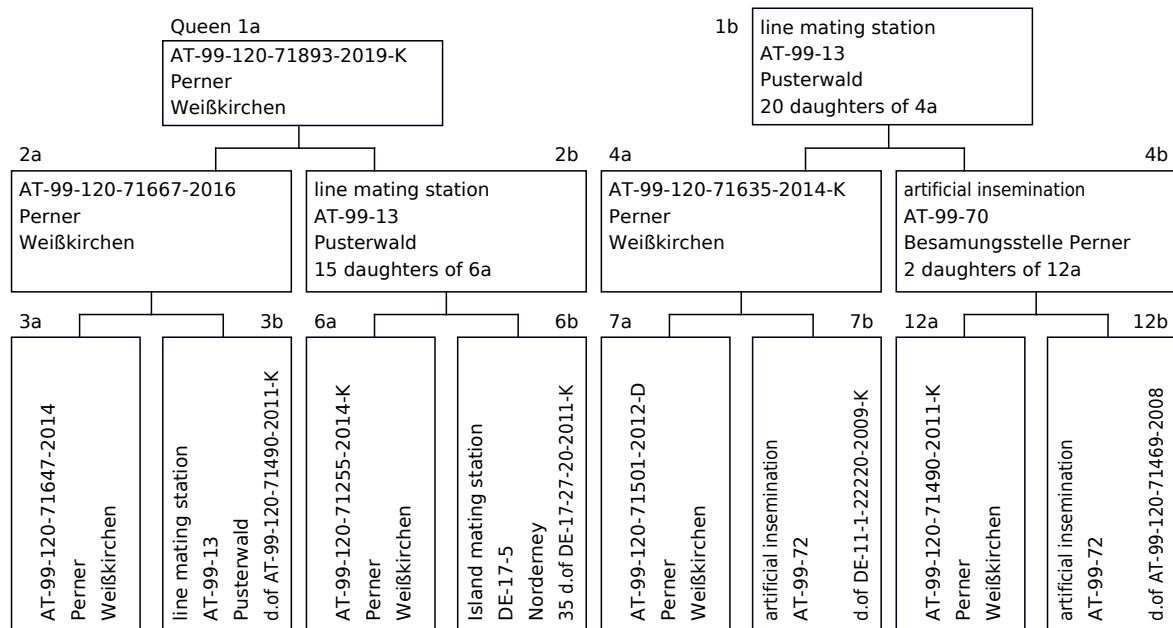 Queen 1a
AT-99-120-71893-2019-K
Perner
Weißkirchen
1b
line mating station
AT-99-13
Pusterwald
20 daughters of 4a
2a
AT-99-120-71667-2016
Perner
Weißkirchen
2b
line mating station
AT-99-13
Pusterwald
15 daughters of 6a
4a
AT-99-120-71635-2014-K
Perner
Weißkirchen
4b
artificial insemination
AT-99-70
Besamungsstelle Perner
2 daughters of 12a
3a
AT-99-120-71647-2014
Perner
Weißkirchen
3b
line mating station
AT-99-13
Pusterwald
d.of AT-99-120-71490-2011-K
6a
AT-99-120-71255-2014-K
Perner
Weißkirchen
6b
Island mating station
DE-17-5
Norderney
35 d.of DE-17-27-20-2011-K
7a
AT-99-120-71501-2012-D
Perner
Weißkirchen
7b
artificial insemination
AT-99-72
d.of DE-11-1-22220-2009-K
12a
AT-99-120-71490-2011-K
Perner
Weißkirchen
12b
artificial insemination
AT-99-72
d.of AT-99-120-71469-2008